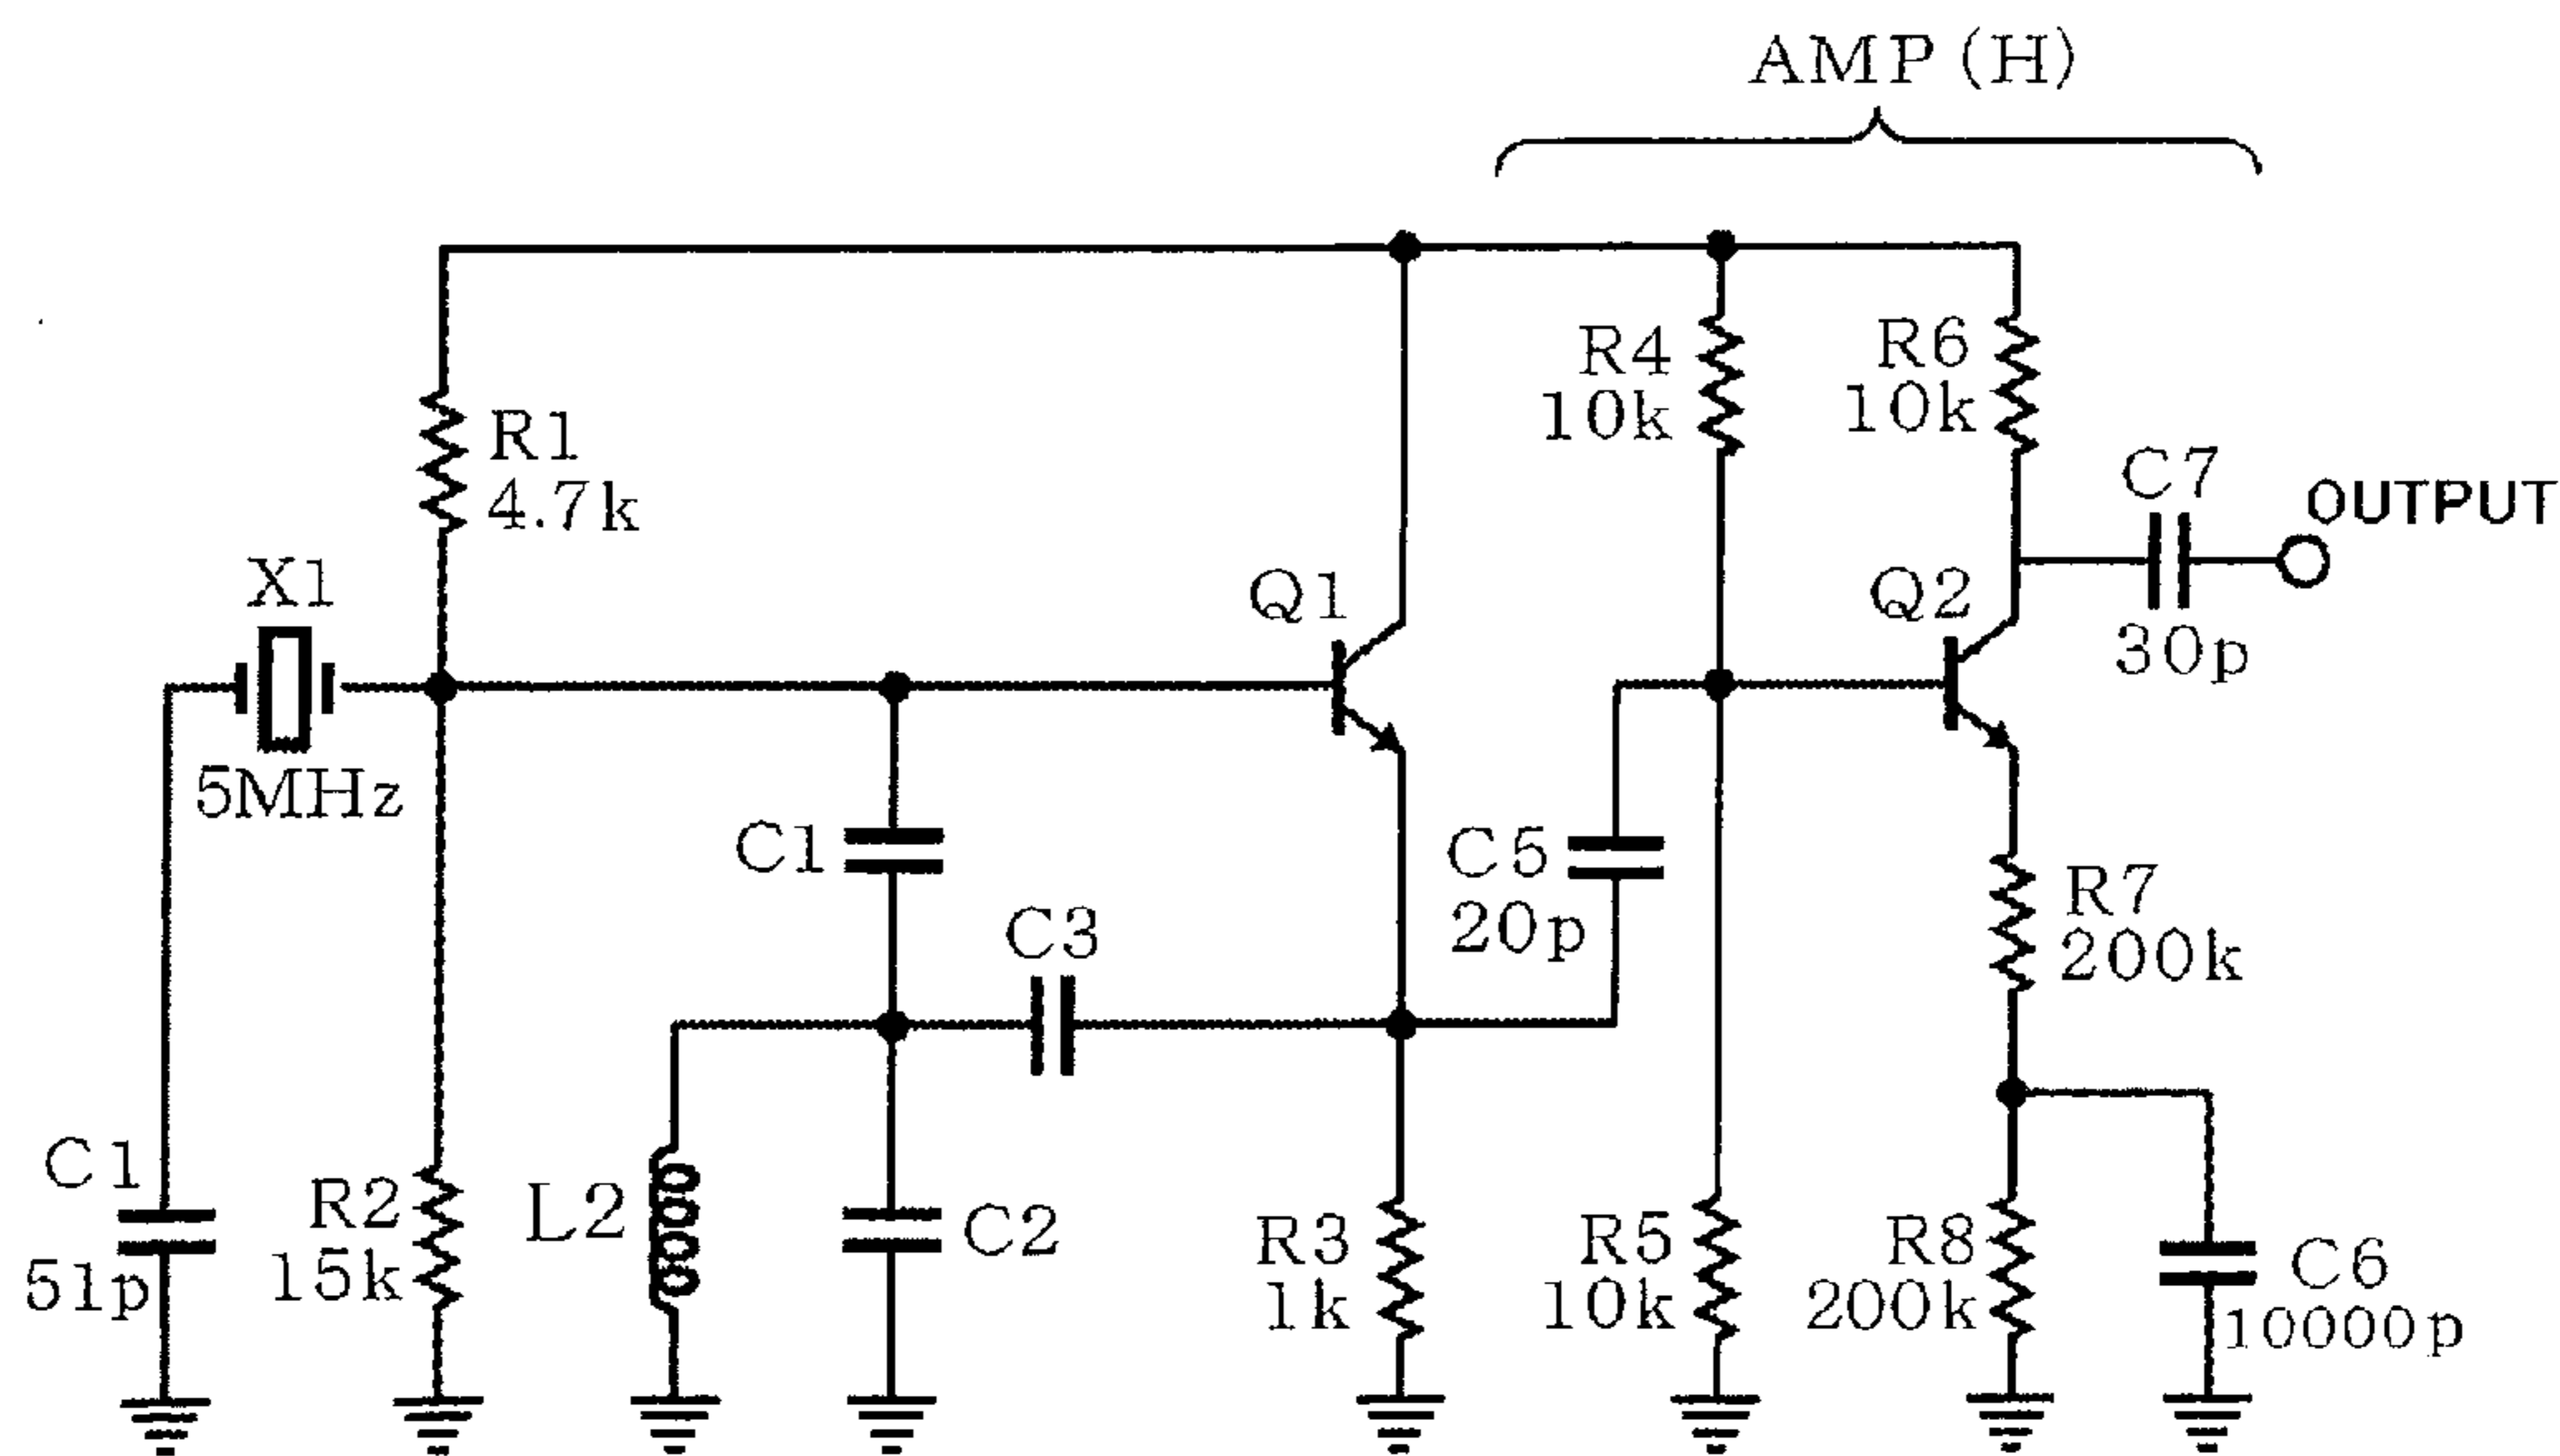 AMP (H)
R1
4.7k
X1
5MHz
C1
51p
R2
15k
L2
C1
C2
C3
Q1
R3
1k
C5
20p
R4
10k
R5
10k
R6
10k
Q2
C7
30p
OUTPUT
R7
200k
R8
200k
C6
10000p